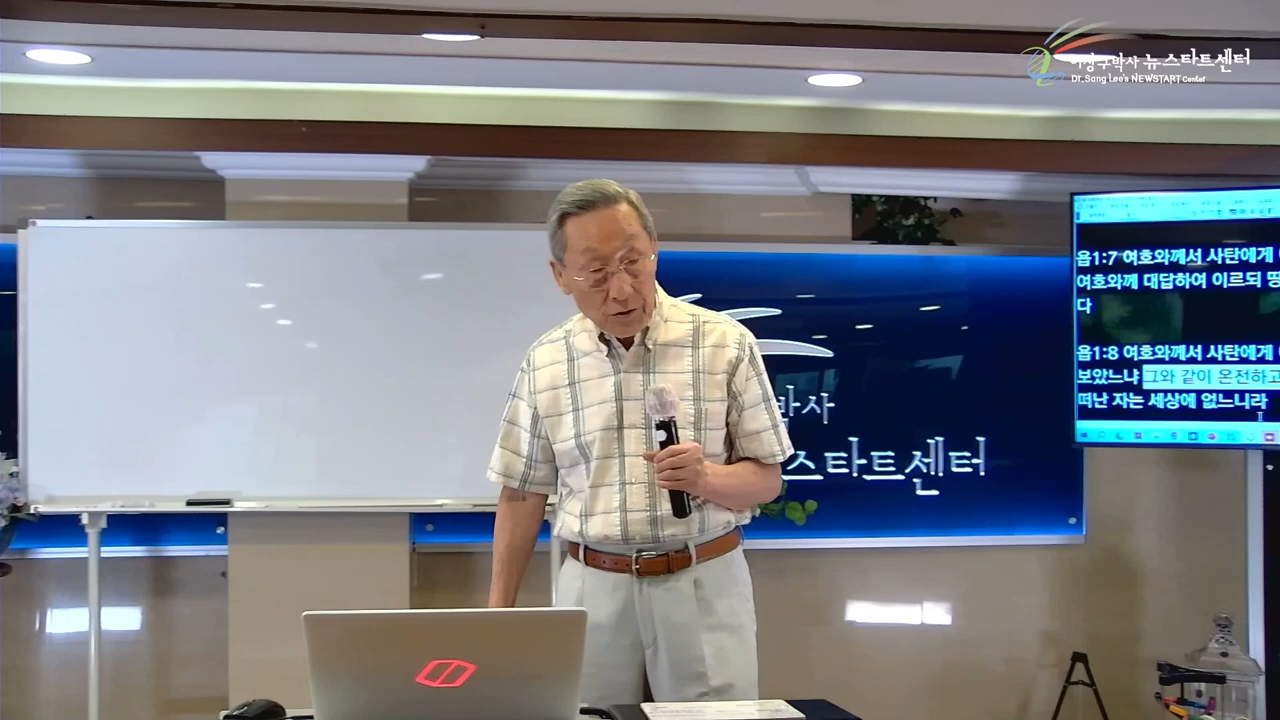 이상구박사 뉴스타트센터
Dr.Sang Lee's NEWSTART Center
욥1:7 여호와께서 사탄에게
여호와께 대답하여 이르되 땅
다
욥1:8 여호와께서 사탄에게
보았느냐 그와 같이 온전하고
떠난 자는 세상에 없느니라
박사
스타트센터